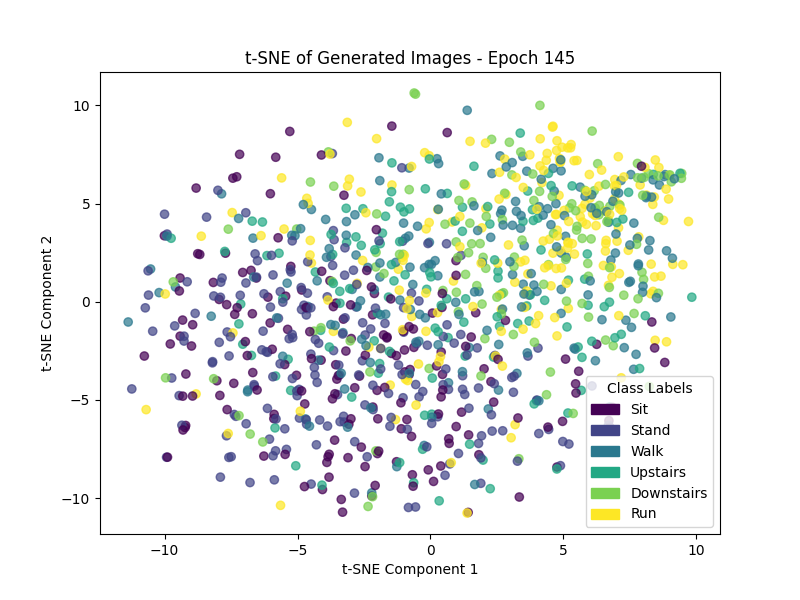 t-SNE of Generated Images - Epoch 145
t-SNE Component 2
10
5
0
−5
−10
Class Labels
Sit
Stand
Walk
Upstairs
Downstairs
Run
−10
−5
0
5
10
t-SNE Component 1